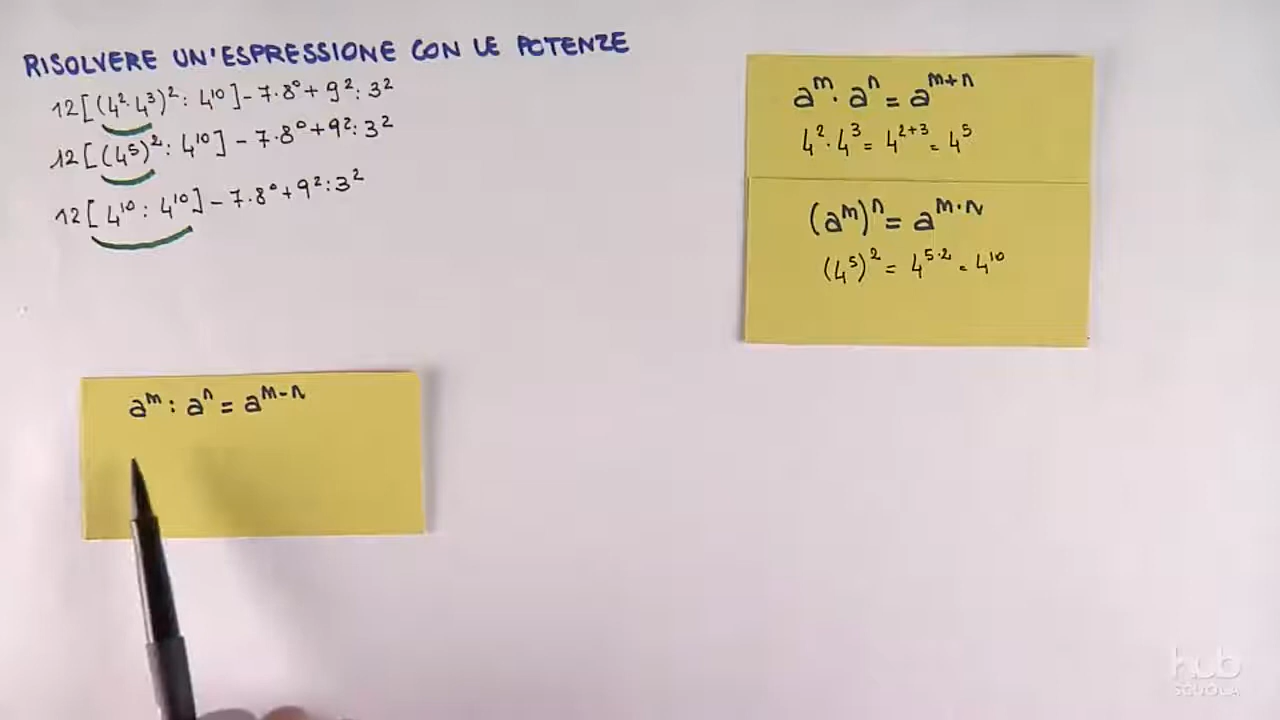 RISOLVERE UN'ESPRESSIONE CON LE POTENZE
12[(4²·4³)²:4¹⁰]-7·8⁰+9²:3²
12[(4⁵)²:4¹⁰]-7·8⁰+9²:3²
12[4¹⁰:4¹⁰]-7·8⁰+9²:3²
aᵐ·aⁿ=aᵐ⁺ⁿ
4²·4³=4²⁺³=4⁵
(aᵐ)ⁿ=aᵐ·ⁿ
(4⁵)²=4⁵·²=4¹⁰
aᵐ:aⁿ=aᵐ⁻ⁿ
hub
SCUOLA